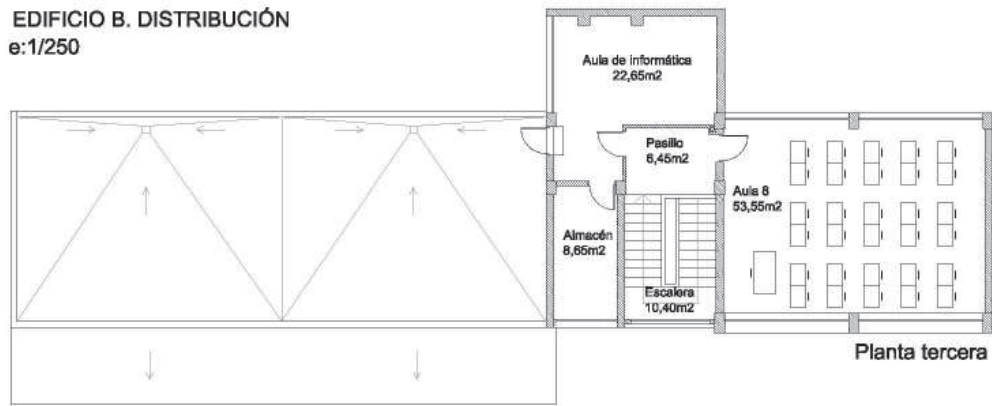 EDIFICIO B. DISTRIBUCIÓN
e:1/250
Aula de informática
22,65m2
Pasillo
6,45m2
Aula 8
53,55m2
Almacén
8,65m2
Escalera
10,40m2
Planta tercera